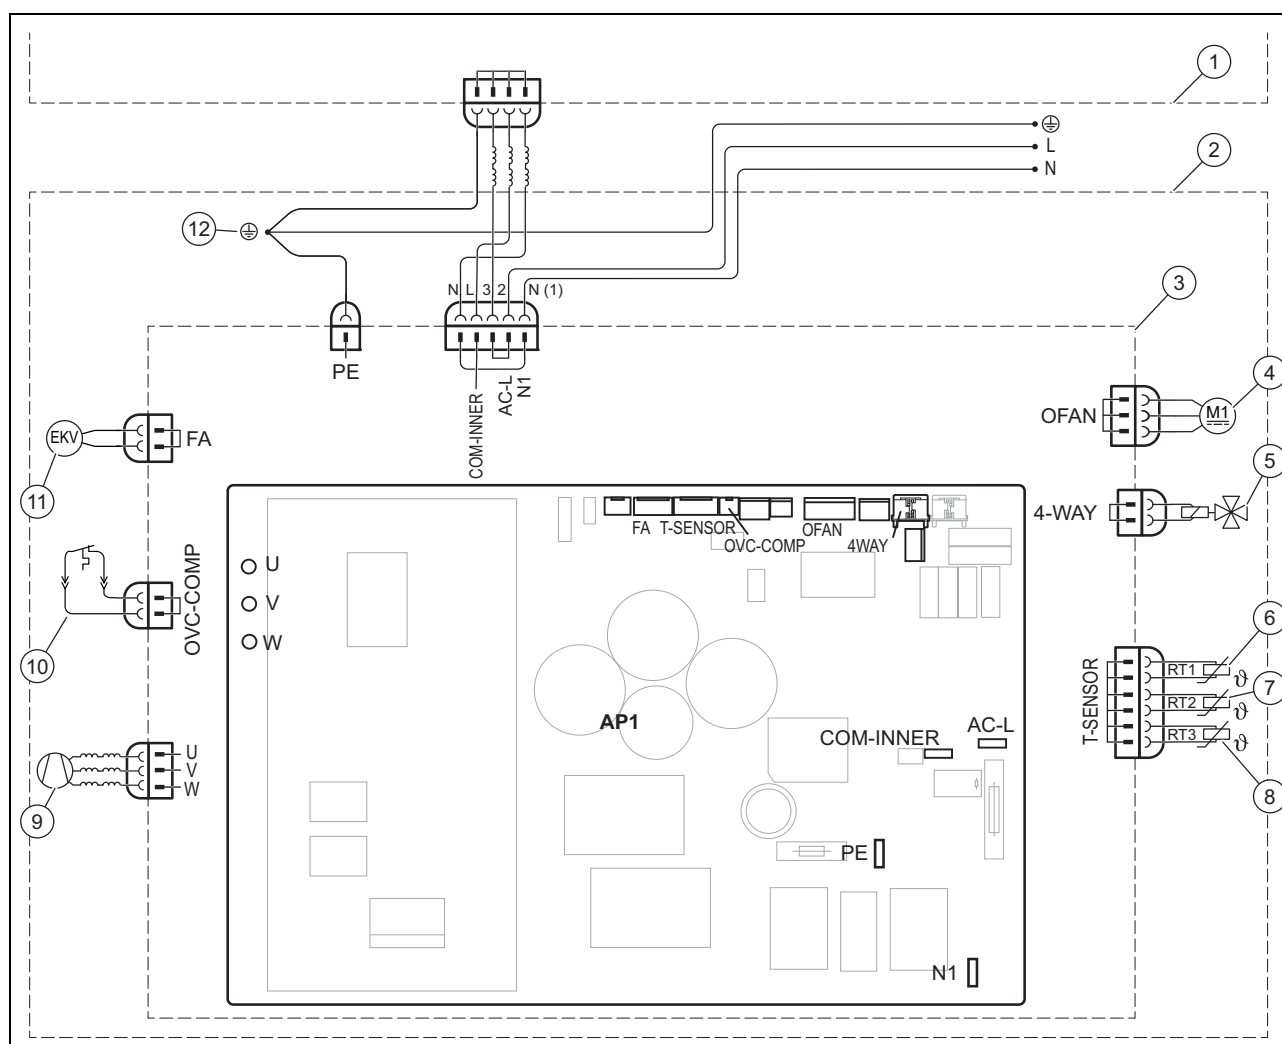 1
L
N
2
12
N L 3 2 N (1)
3
PE
COM-INNER
AC-L
N1
4
OFAN
M1
EKV
FA
11
5
4-WAY
FA T-SENSOR OFAN
OVC-COMP 4WAY
U
V
W
OVC-COMP
10
6
T-SENSOR
RT1 ϑ
7
RT2 ϑ
RT3 ϑ
8
AP1
COM-INNER
AC-L
U
V
W
9
PE
N1